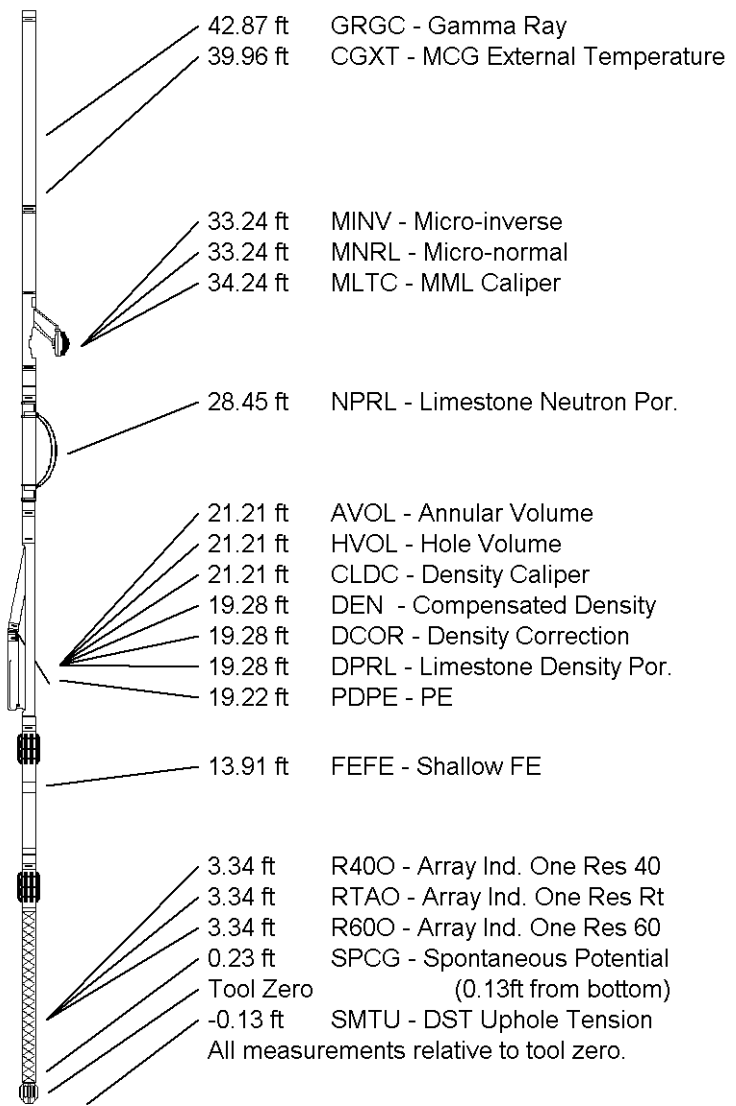 42.87 ft GRGC - Gamma Ray
39.96 ft CGXT - MCG External Temperature
33.24 ft MINV - Micro-inverse
33.24 ft MNRL - Micro-normal
34.24 ft MLTC - MML Caliper
28.45 ft NPRL - Limestone Neutron Por.
21.21 ft AVOL - Annular Volume
21.21 ft HVOL - Hole Volume
21.21 ft CLDC - Density Caliper
19.28 ft DEN - Compensated Density
19.28 ft DCOR - Density Correction
19.28 ft DPRL - Limestone Density Por.
19.22 ft PDPE - PE
13.91 ft FEFE - Shallow FE
3.34 ft R40O - Array Ind. One Res 40
3.34 ft RTAO - Array Ind. One Res Rt
3.34 ft R60O - Array Ind. One Res 60
0.23 ft SPCG - Spontaneous Potential
Tool Zero (0.13ft from bottom)
-0.13 ft SMTU - DST Uphole Tension
All measurements relative to tool zero.